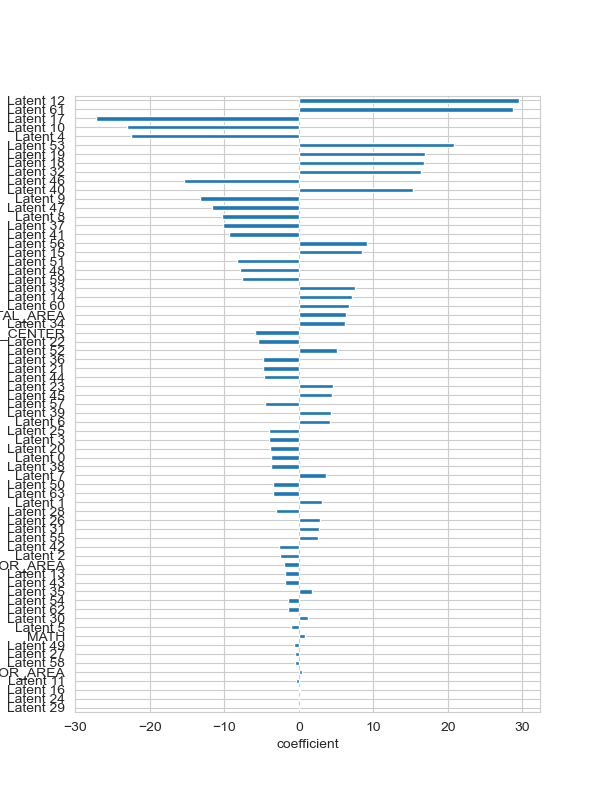 Latent 12
Latent 61
Latent 17
Latent 10
Latent 4
Latent 53
Latent 19
Latent 18
Latent 32
Latent 46
Latent 40
Latent 9
Latent 47
Latent 8
Latent 37
Latent 41
Latent 56
Latent 15
Latent 51
Latent 48
Latent 59
Latent 33
Latent 14
Latent 60
TAL_AREA
Latent 34
_CENTER
Latent 22
Latent 52
Latent 36
Latent 21
Latent 44
Latent 23
Latent 45
Latent 57
Latent 39
Latent 6
Latent 25
Latent 3
Latent 20
Latent 0
Latent 38
Latent 7
Latent 50
Latent 63
Latent 1
Latent 28
Latent 26
Latent 31
Latent 55
Latent 42
Latent 2
OR_AREA
Latent 13
Latent 43
Latent 35
Latent 54
Latent 62
Latent 30
Latent 5
MATH
Latent 49
Latent 27
Latent 58
OR_AREA
Latent 11
Latent 16
Latent 24
Latent 29
−30 −20 −10 0 10 20 30
coefficient